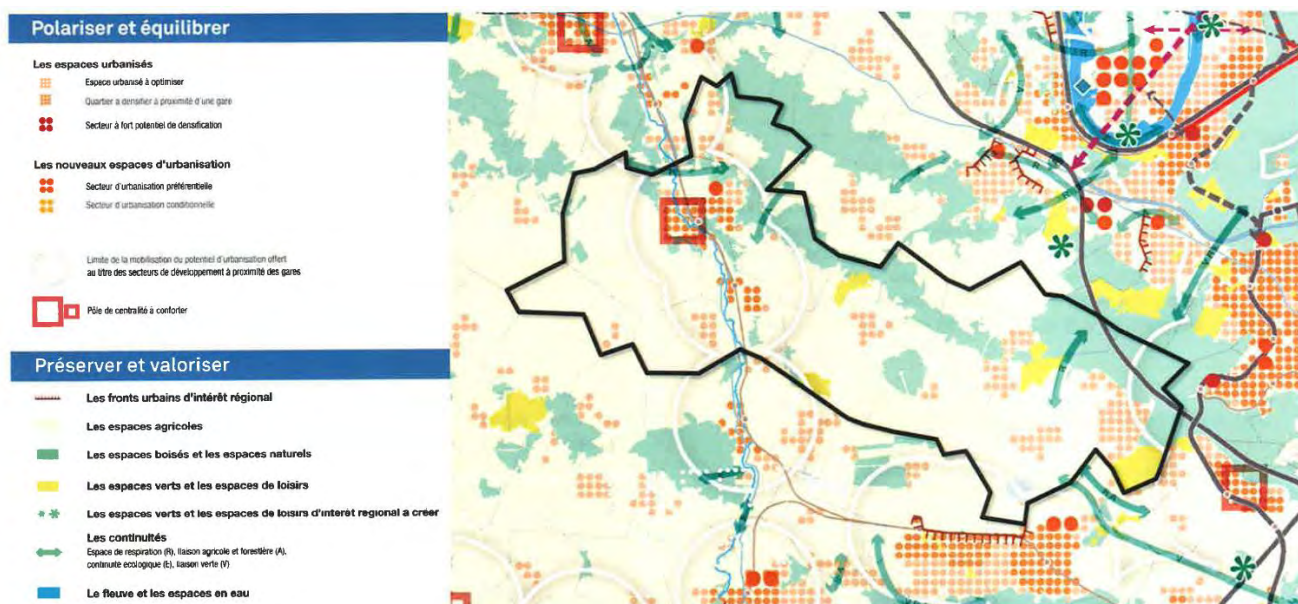 Polariser et équilibrer
Les espaces urbanisés
Espace urbanisé à optimiser
Quartier à densifier à proximité d'une gare
Secteur à fort potentiel de densification
Les nouveaux espaces d'urbanisation
Secteur d'urbanisation préférentielle
Secteur d'urbanisation conditionnelle
Limite de la mobilisation du potentiel d'urbanisation offert
au titre des secteurs de développement à proximité des gares
Pôle de centralité à conforter
Préserver et valoriser
Les fronts urbains d'intérêt régional
Les espaces agricoles
Les espaces boisés et les espaces naturels
Les espaces verts et les espaces de loisirs
Les espaces verts et les espaces de loisirs d'intérêt régional a créer
Les continuités
Espace de respiration (R), liaison agricole et forestière (A),
continuité écologique (E), liaison verte (V)
Le fleuve et les espaces en eau